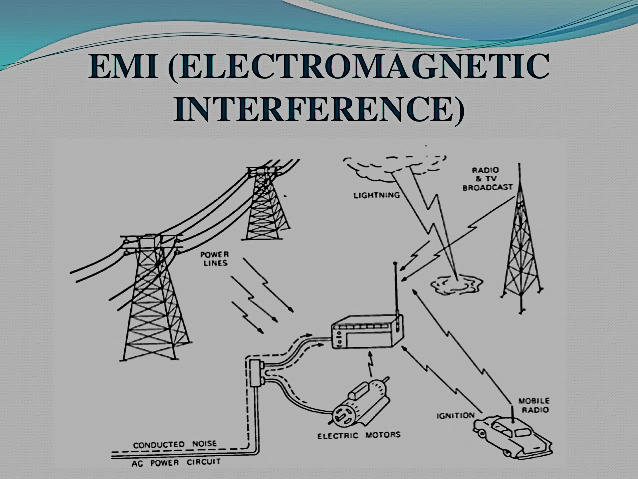 EMI (ELECTROMAGNETIC
INTERFERENCE)
LIGHTNING
RADIO
& TV
BROADCAST
POWER
LINES
MOBILE
RADIO
IGNITION
ELECTRIC MOTORS
CONDUCTED NOISE
AC POWER CIRCUIT